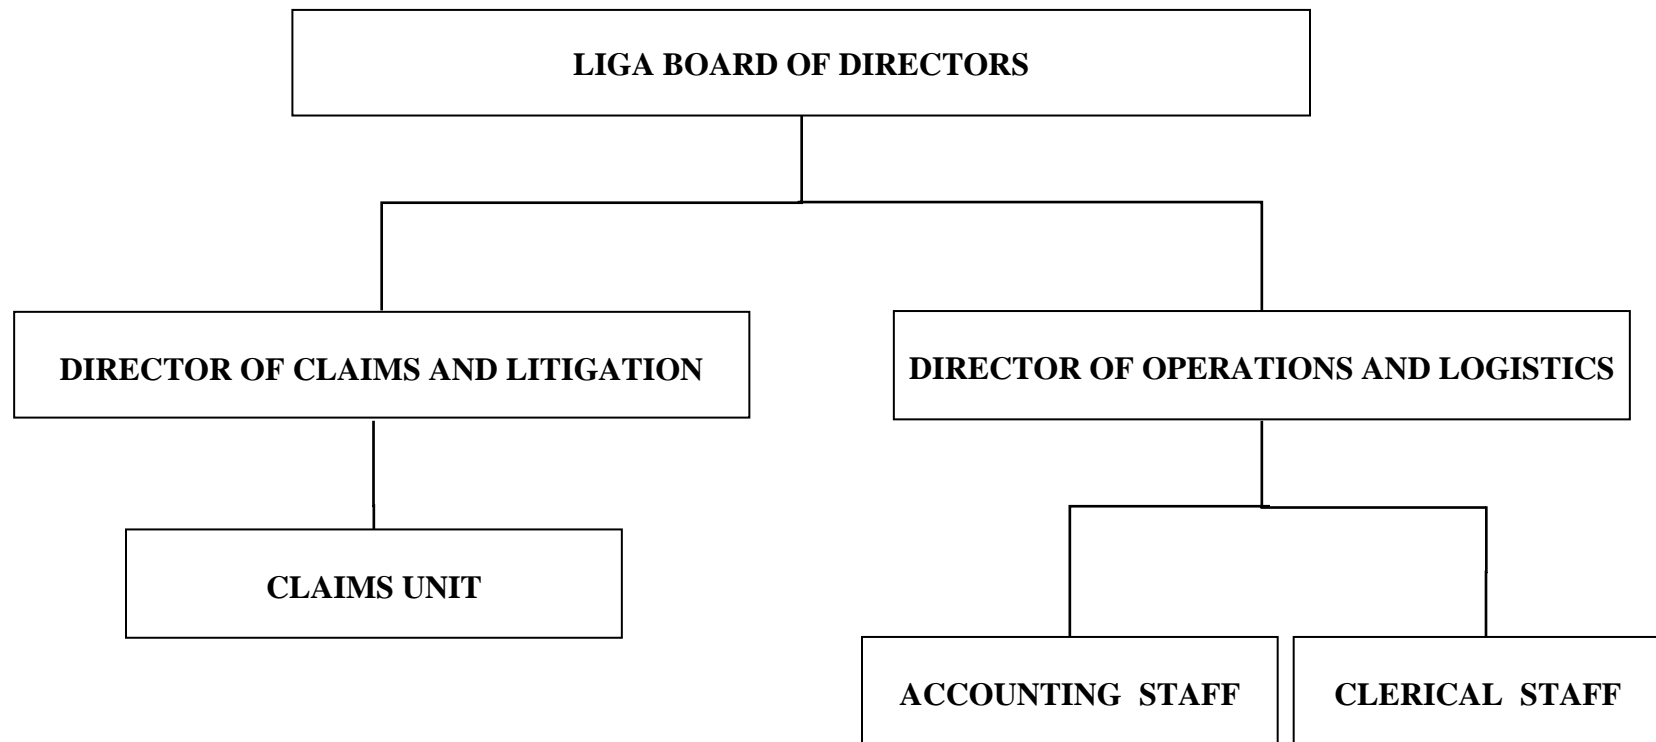 LIGA BOARD OF DIRECTORS
DIRECTOR OF CLAIMS AND LITIGATION
DIRECTOR OF OPERATIONS AND LOGISTICS
CLAIMS UNIT
ACCOUNTING STAFF
CLERICAL STAFF